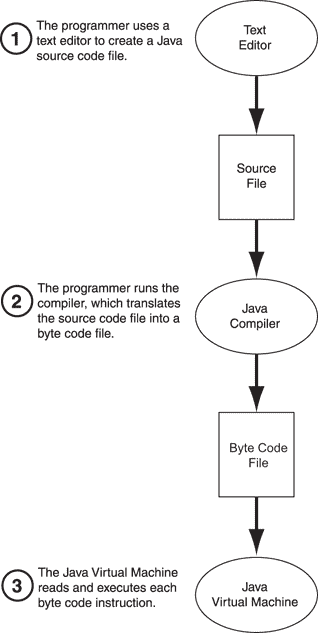 1
The programmer uses a
text editor to create a Java
source code file.
Text
Editor
Source
File
2
The programmer runs the
compiler, which translates
the source code file into a
byte code file.
Java
Compiler
Byte Code
File
3
The Java Virtual Machine
reads and executes each
byte code instruction.
Java
Virtual Machine